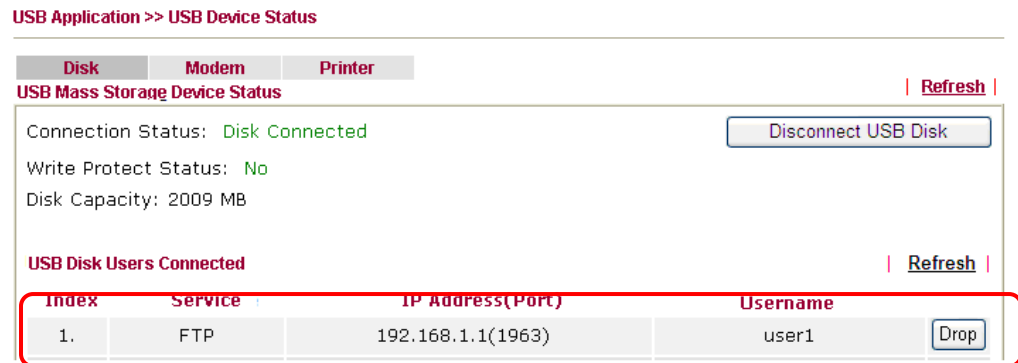 USB Application >> USB Device Status
Disk Modem Printer
USB Mass Storage Device Status | Refresh |
Connection Status: Disk Connected Disconnect USB Disk
Write Protect Status: No
Disk Capacity: 2009 MB
USB Disk Users Connected | Refresh |
Index Service IP Address(Port) Username
1. FTP 192.168.1.1(1963) user1 Drop